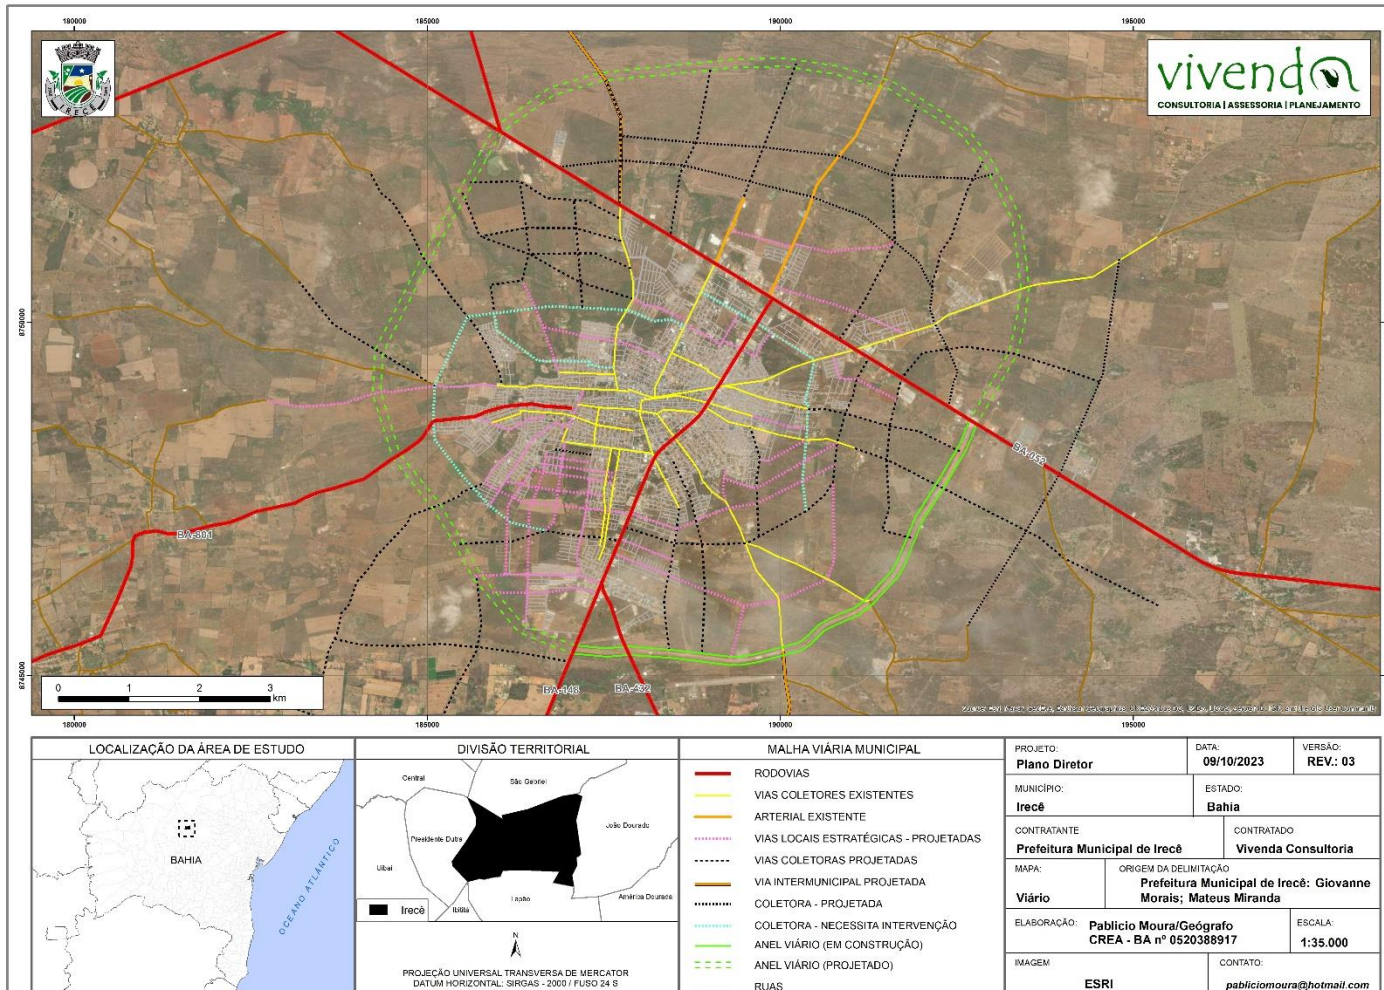 180000
185000
190000
195000
IRECÊ
vivenda
CONSULTORIA | ASSESSORIA | PLANEJAMENTO
8750000
8745000
BA-052
BA-801
BA-148
BA-432
0 1 2 3
km
180000
185000
190000
195000
LOCALIZAÇÃO DA ÁREA DE ESTUDO
BAHIA
OCEANO ATLÂNTICO
DIVISÃO TERRITORIAL
Central
São Gabriel
Presidente Dutra
João Dourado
Uibaí
Ibititá
Lapão
América Dourada
Irecê
N
PROJEÇÃO UNIVERSAL TRANSVERSA DE MERCATOR
DATUM HORIZONTAL: SIRGAS - 2000 / FUSO 24 S
MALHA VIÁRIA MUNICIPAL
RODOVIAS
VIAS COLETORES EXISTENTES
ARTERIAL EXISTENTE
VIAS LOCAIS ESTRATÉGICAS - PROJETADAS
VIAS COLETORAS PROJETADAS
VIA INTERMUNICIPAL PROJETADA
COLETORA - PROJETADA
COLETORA - NECESSITA INTERVENÇÃO
ANEL VIÁRIO (EM CONSTRUÇÃO)
ANEL VIÁRIO (PROJETADO)
RUAS
PROJETO:
Plano Diretor
DATA:
09/10/2023
VERSÃO:
REV.: 03
MUNICÍPIO:
Irecê
ESTADO:
Bahia
CONTRATANTE
Prefeitura Municipal de Irecê
CONTRATADO
Vivenda Consultoria
MAPA:
Viário
ORIGEM DA DELIMITAÇÃO
Prefeitura Municipal de Irecê: Giovanne
Morais; Mateus Miranda
ELABORAÇÃO: Pablicio Moura/Geógrafo
CREA - BA nº 0520388917
ESCALA:
1:35.000
IMAGEM
ESRI
CONTATO:
pabliciomoura@hotmail.com